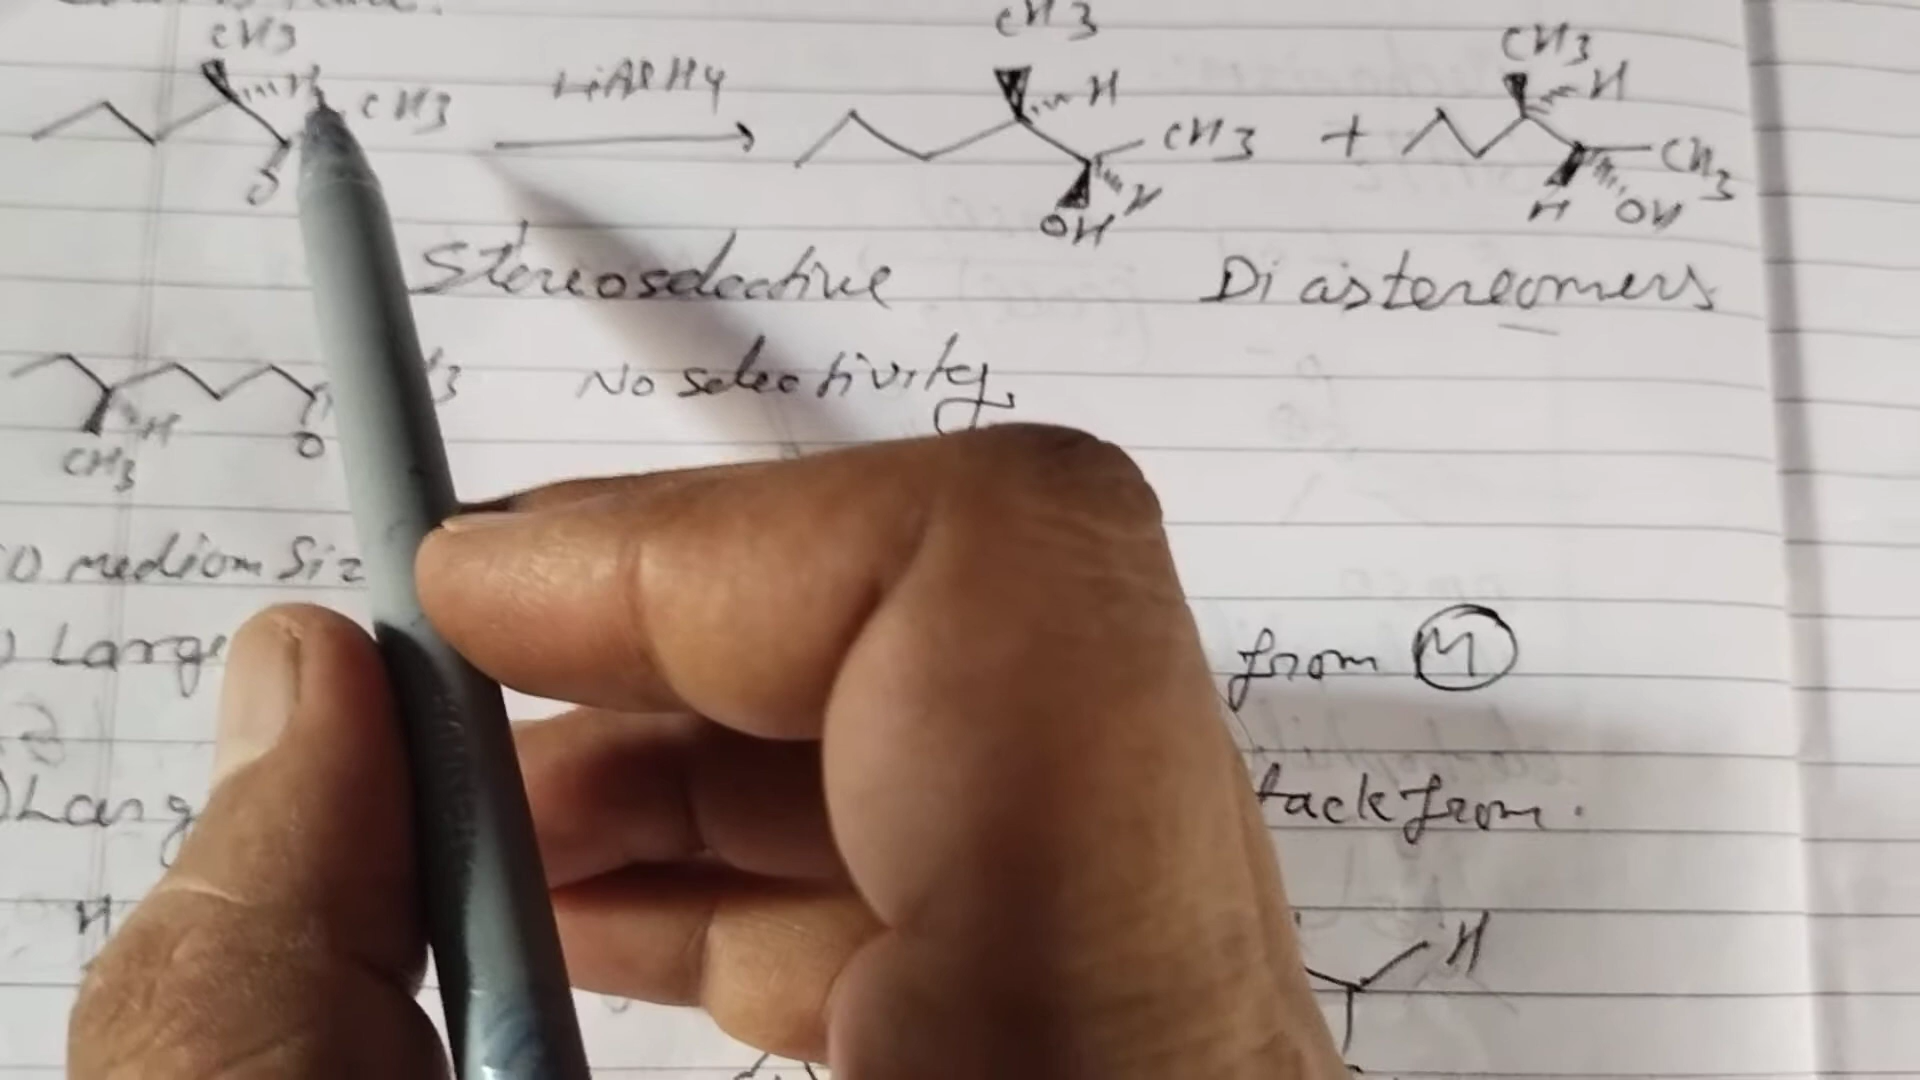 CH3 CH3 CH3
H CH3 LiAlH4 H CH3 + H CH3
O OH H H OH
Stereoselective Diastereomers
No selectivity
H O
CH3
medium Siz
Large from M
Larg tack from.
H H